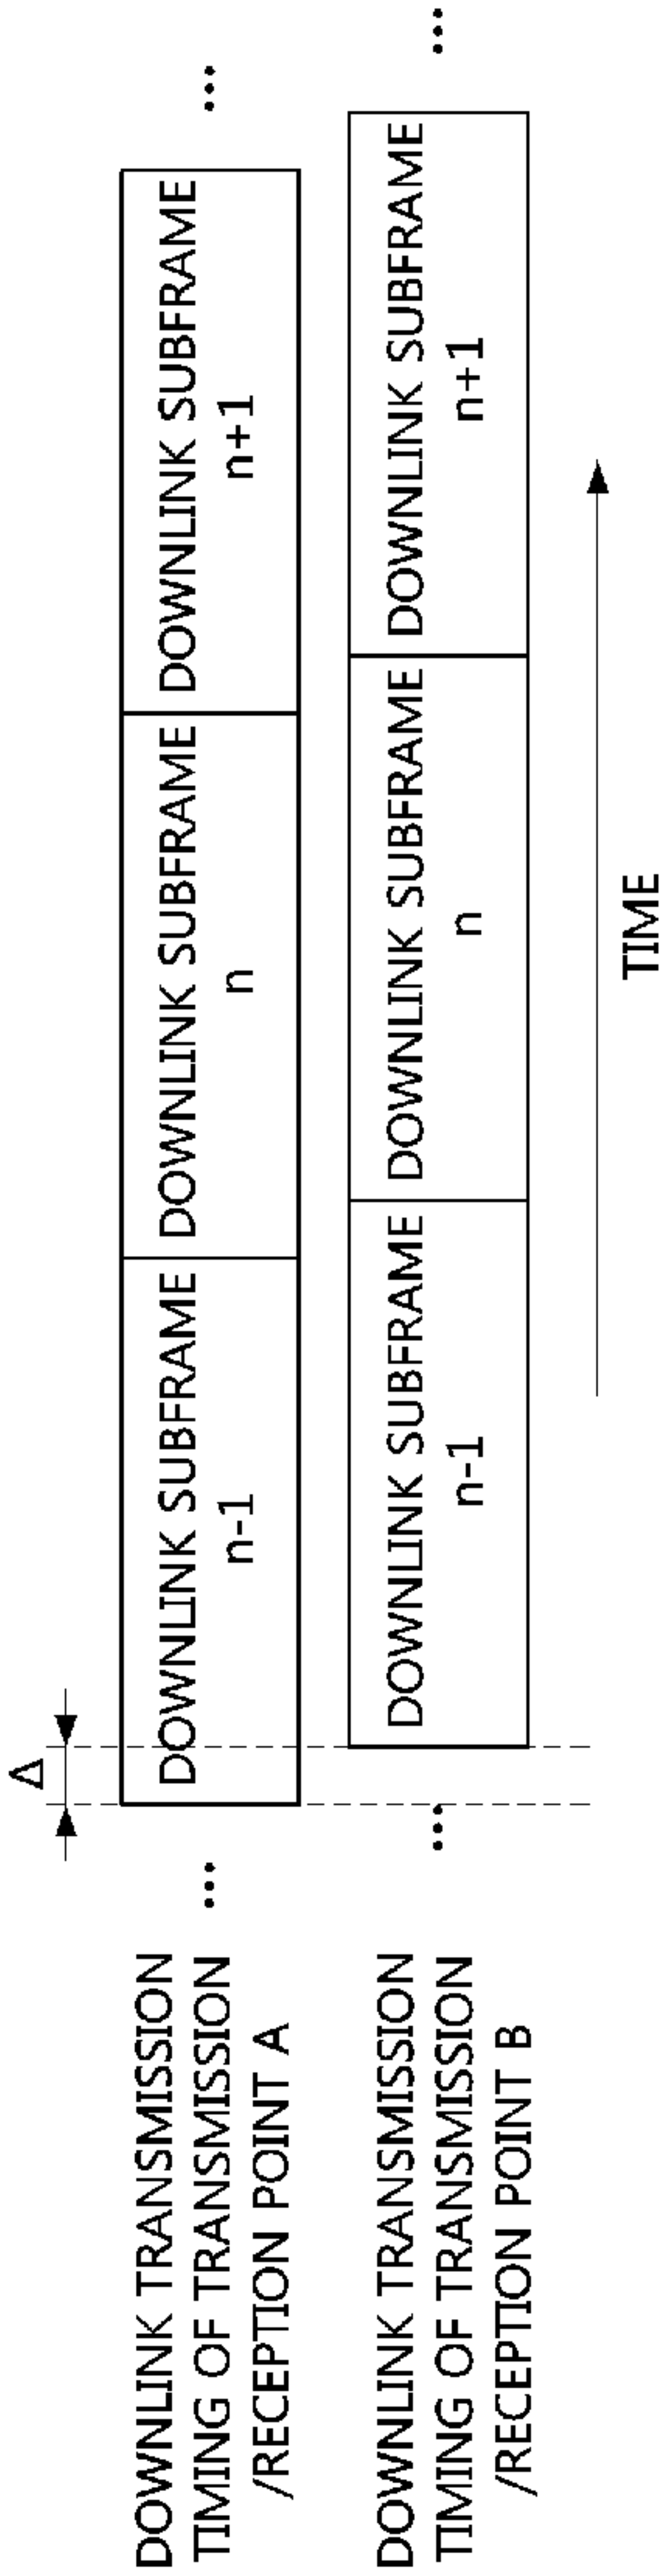 Δ
DOWNLINK TRANSMISSION
TIMING OF TRANSMISSION
/RECEPTION POINT A
...
DOWNLINK SUBFRAME
n-1
DOWNLINK SUBFRAME
n
DOWNLINK SUBFRAME
n+1
...
DOWNLINK TRANSMISSION
TIMING OF TRANSMISSION
/RECEPTION POINT B
...
DOWNLINK SUBFRAME
n-1
DOWNLINK SUBFRAME
n
DOWNLINK SUBFRAME
n+1
...
TIME